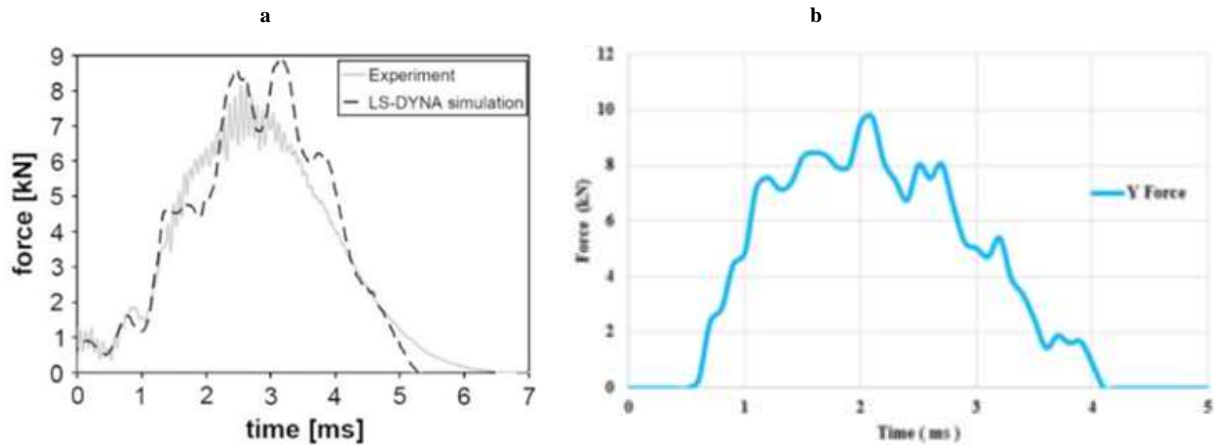 a
b
9
8
7
6
5
4
3
2
1
0
force [kN]
Experiment
LS-DYNA simulation
0 1 2 3 4 5 6 7
time [ms]
12
10
8
6
4
2
0
Force (kN)
Y Force
0 1 2 3 4 5
Time ( ms )